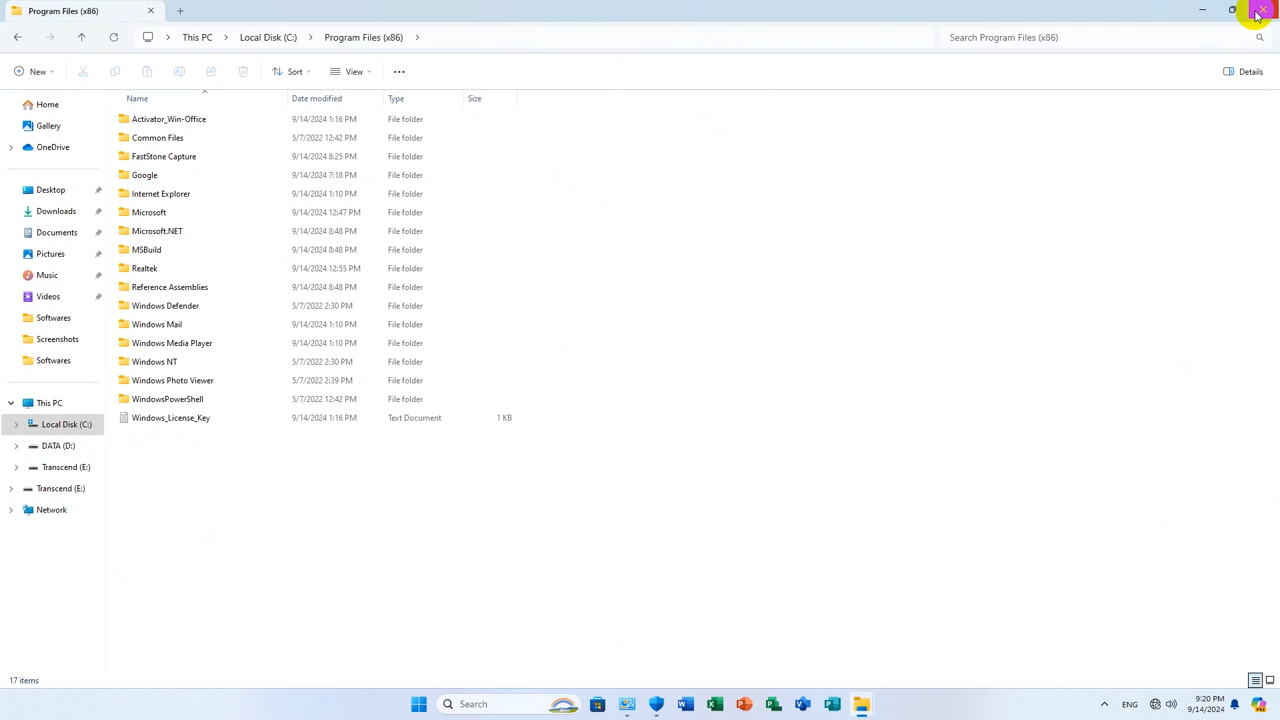 Program Files (x86)
This PC Local Disk (C:) Program Files (x86) Search Program Files (x86)
New Sort View Details
Name Date modified Type Size
Home
Gallery
OneDrive
Desktop
Downloads
Documents
Pictures
Music
Videos
Softwares
Screenshots
Softwares
This PC
Local Disk (C:)
DATA (D:)
Transcend (E:)
Transcend (E:)
Network
Activator_Win-Office 9/14/2024 1:16 PM File folder
Common Files 5/7/2022 12:42 PM File folder
FastStone Capture 9/14/2024 8:25 PM File folder
Google 9/14/2024 7:18 PM File folder
Internet Explorer 9/14/2024 1:10 PM File folder
Microsoft 9/14/2024 12:47 PM File folder
Microsoft.NET 9/14/2024 8:48 PM File folder
MSBuild 9/14/2024 8:48 PM File folder
Realtek 9/14/2024 12:55 PM File folder
Reference Assemblies 9/14/2024 8:48 PM File folder
Windows Defender 5/7/2022 2:30 PM File folder
Windows Mail 9/14/2024 1:10 PM File folder
Windows Media Player 9/14/2024 1:10 PM File folder
Windows NT 5/7/2022 2:30 PM File folder
Windows Photo Viewer 5/7/2022 2:39 PM File folder
WindowsPowerShell 5/7/2022 12:42 PM File folder
Windows_License_Key 9/14/2024 1:16 PM Text Document 1 KB
17 items
Search
ENG
9:20 PM
9/14/2024